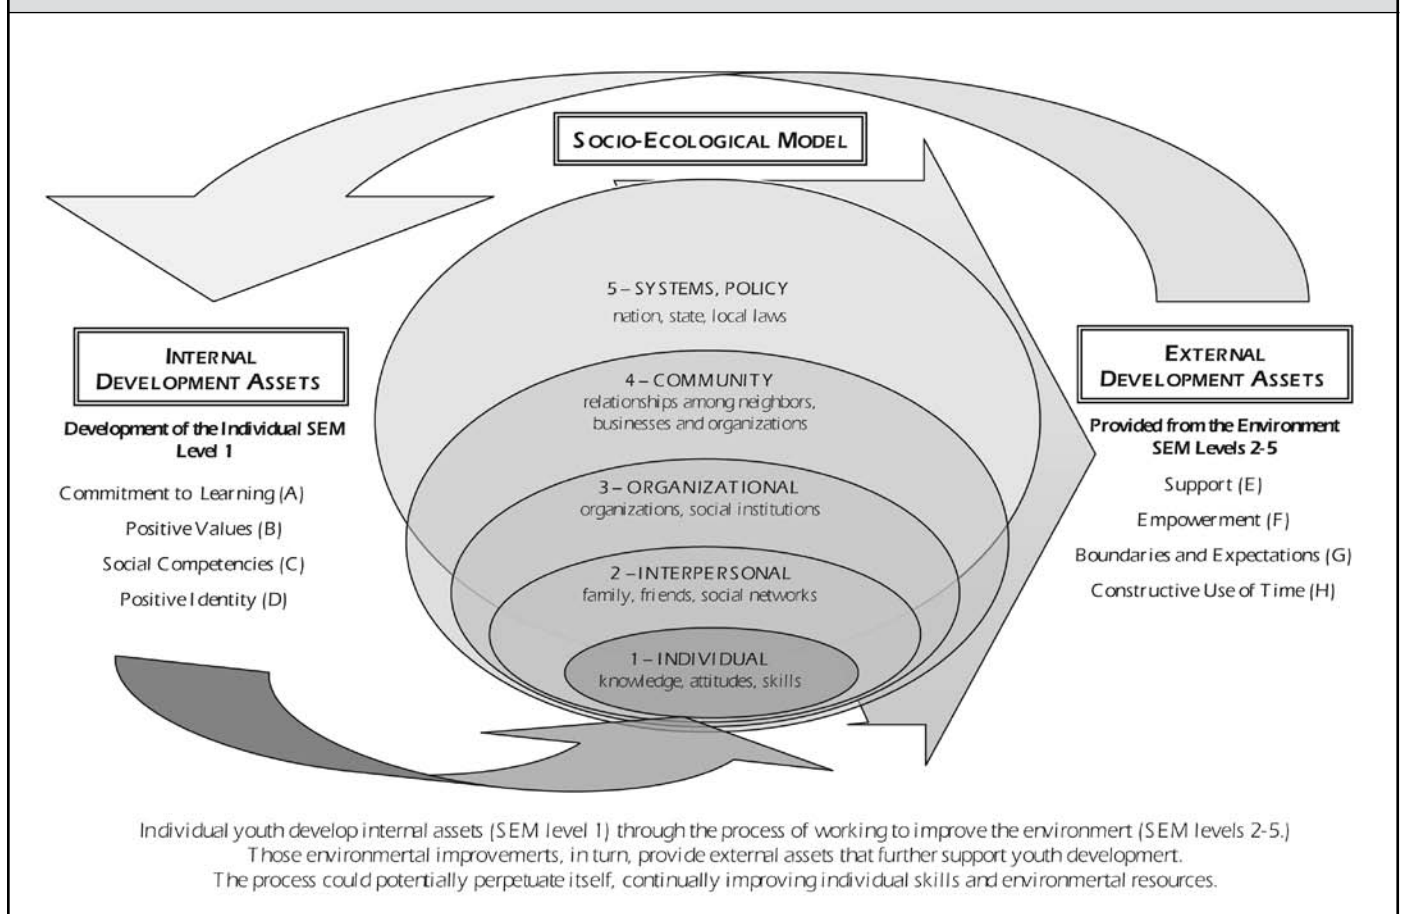 SOCIO-ECOLOGICAL MODEL
5 – SYSTEMS, POLICY
nation, state, local laws
4 – COMMUNITY
relationships among neighbors,
businesses and organizations
3 – ORGANIZATIONAL
organizations, social institutions
2 – INTERPERSONAL
family, friends, social networks
1 – INDIVIDUAL
knowledge, attitudes, skills
INTERNAL
DEVELOPMENT ASSETS
Development of the Individual SEM
Level 1
Commitment to Learning (A)
Positive Values (B)
Social Competencies (C)
Positive Identity (D)
EXTERNAL
DEVELOPMENT ASSETS
Provided from the Environment
SEM Levels 2-5
Support (E)
Empowerment (F)
Boundaries and Expectations (G)
Constructive Use of Time (H)
Individual youth develop internal assets (SEM level 1) through the process of working to improve the environmert (SEM levels 2-5.)
Those environmertal improvements, in turn, provide external assets that further support youth developmert.
The process could potentially perpetuate itself, continually improving individual skills and environmertal resources.